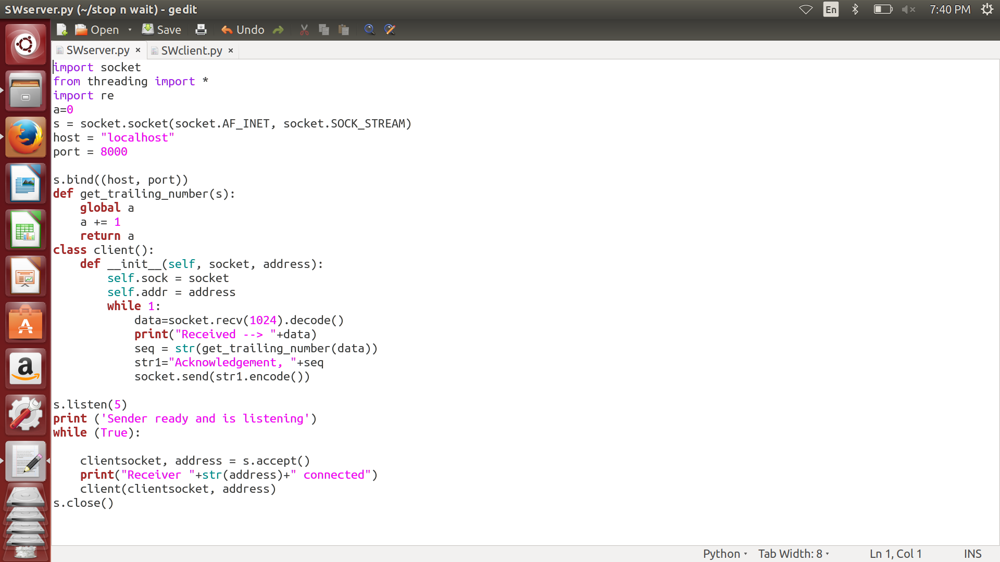 SWserver.py (~/stop n wait) - gedit
En
7:40 PM
Open
Save
Undo
SWserver.py ×
SWclient.py ×
import socket
from threading import *
import re
a=0
s = socket.socket(socket.AF_INET, socket.SOCK_STREAM)
host = "localhost"
port = 8000
s.bind((host, port))
def get_trailing_number(s):
    global a
    a += 1
    return a
class client():
    def __init__(self, socket, address):
        self.sock = socket
        self.addr = address
        while 1:
            data=socket.recv(1024).decode()
            print("Received --> "+data)
            seq = str(get_trailing_number(data))
            str1="Acknowledgement, "+seq
            socket.send(str1.encode())
s.listen(5)
print ('Sender ready and is listening')
while (True):
    clientsocket, address = s.accept()
    print("Receiver "+str(address)+" connected")
    client(clientsocket, address)
s.close()
Python
Tab Width: 8
Ln 1, Col 1
INS